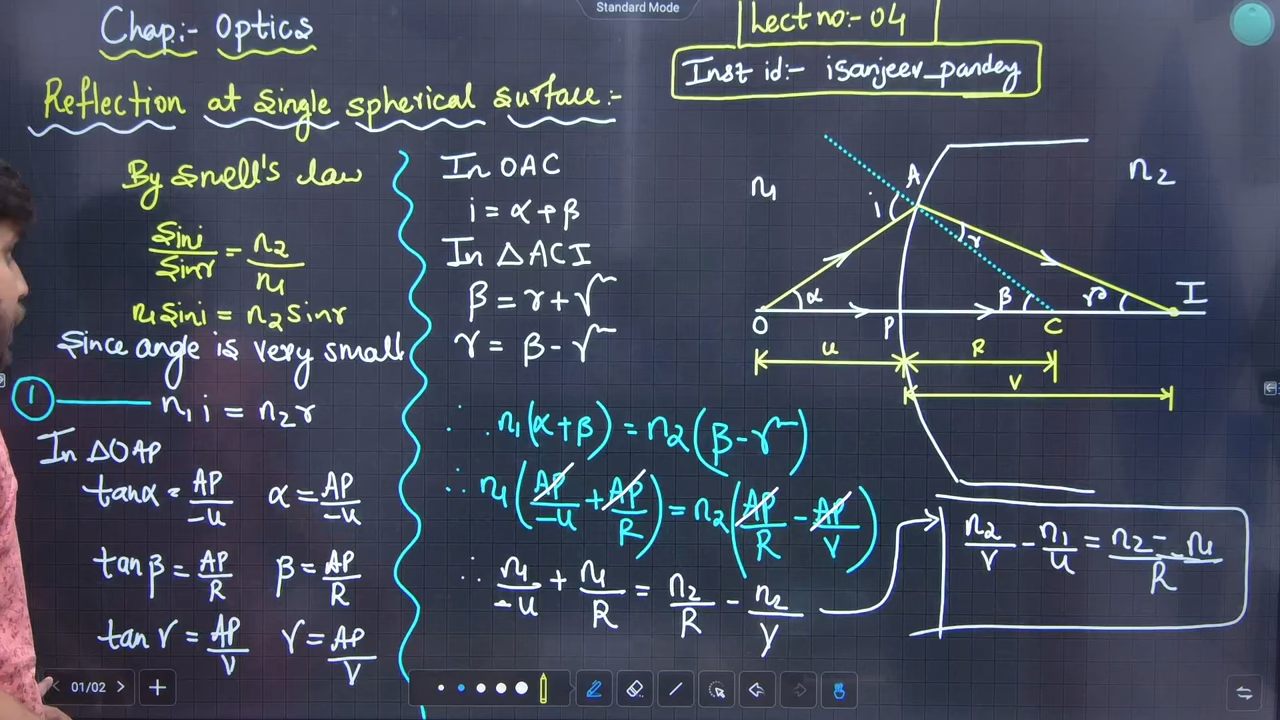 Standard Mode
Chap:- Optics
Lect no:- 04
Inst id:- isanjeev_pandey
Reflection at single spherical surface:-
By Snell's law
Sini/Sinr = n2/n1
n1 Sini = n2 Sinr
Since angle is very small
① n1 i = n2 r
In △OAP
tanα = AP/-u α = AP/-u
tanβ = AP/R β = AP/R
tan γ = AP/V γ = AP/V
In OAC
i = α + β
In △ ACI
β = r + γ
r = β - γ
∴ n1(α+β) = n2(β-γ)
∴ n1(AP/-u + AP/R) = n2(AP/R - AP/V)
∴ n1/-u + n1/R = n2/R - n2/V
n1
n2
A
i
r
α
β
γ
I
O
P
C
u
R
V
n2/V - n1/u = n2 - n1/R
01/02